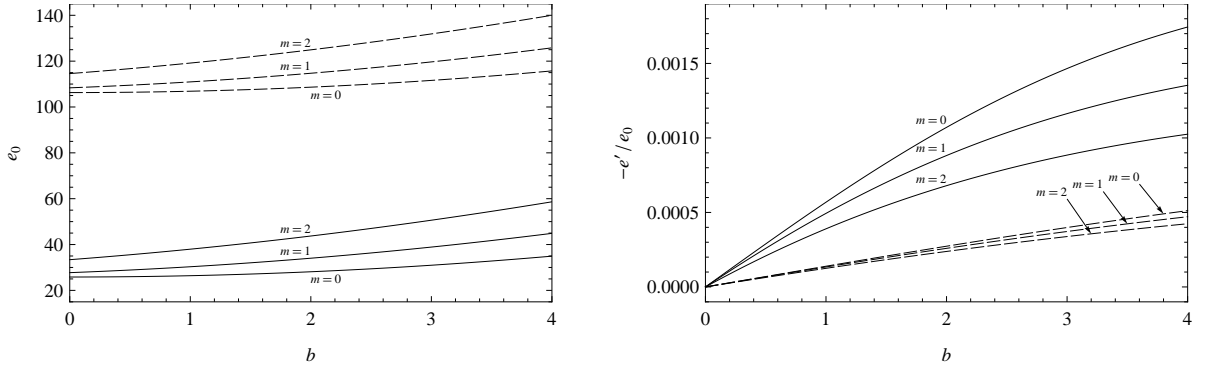 140
120
100
80
60
40
20
e₀
m = 2
m = 1
m = 0
m = 2
m = 1
m = 0
0 1 2 3 4
b
0.0015
0.0010
0.0005
0.0000
−e′/e₀
m = 0
m = 1
m = 2
m = 0
m = 1
m = 2
0 1 2 3 4
b